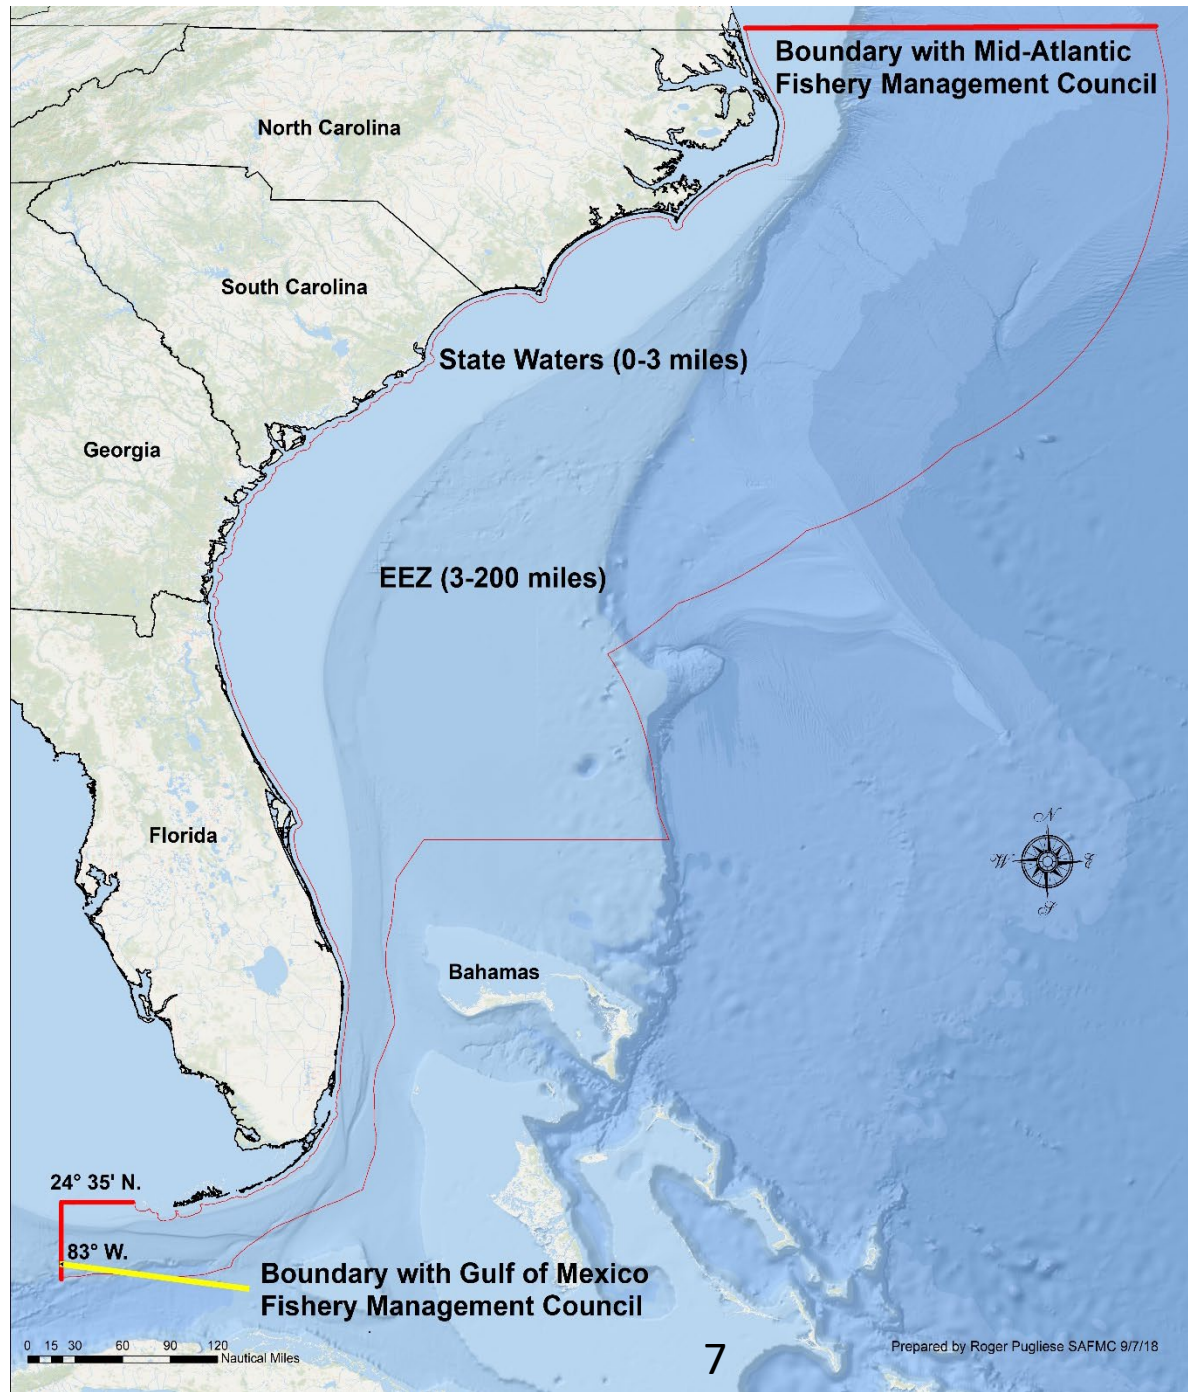 Boundary with Mid-Atlantic
Fishery Management Council
North Carolina
South Carolina
State Waters (0-3 miles)
Georgia
EEZ (3-200 miles)
Florida
N
W
E
S
Bahamas
24° 35' N.
83° W.
Boundary with Gulf of Mexico
Fishery Management Council
0 15 30 60 90 120
Nautical Miles
7
Prepared by Roger Pugliese SAFMC 9/7/18